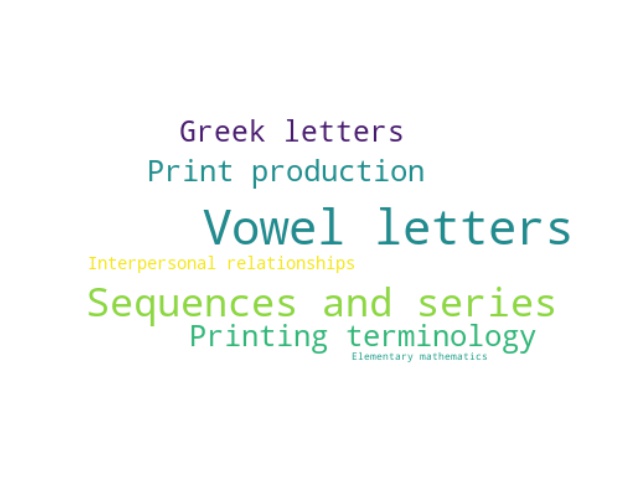 Greek letters
Print production
Vowel letters
Interpersonal relationships
Sequences and series
Printing terminology
Elementary mathematics